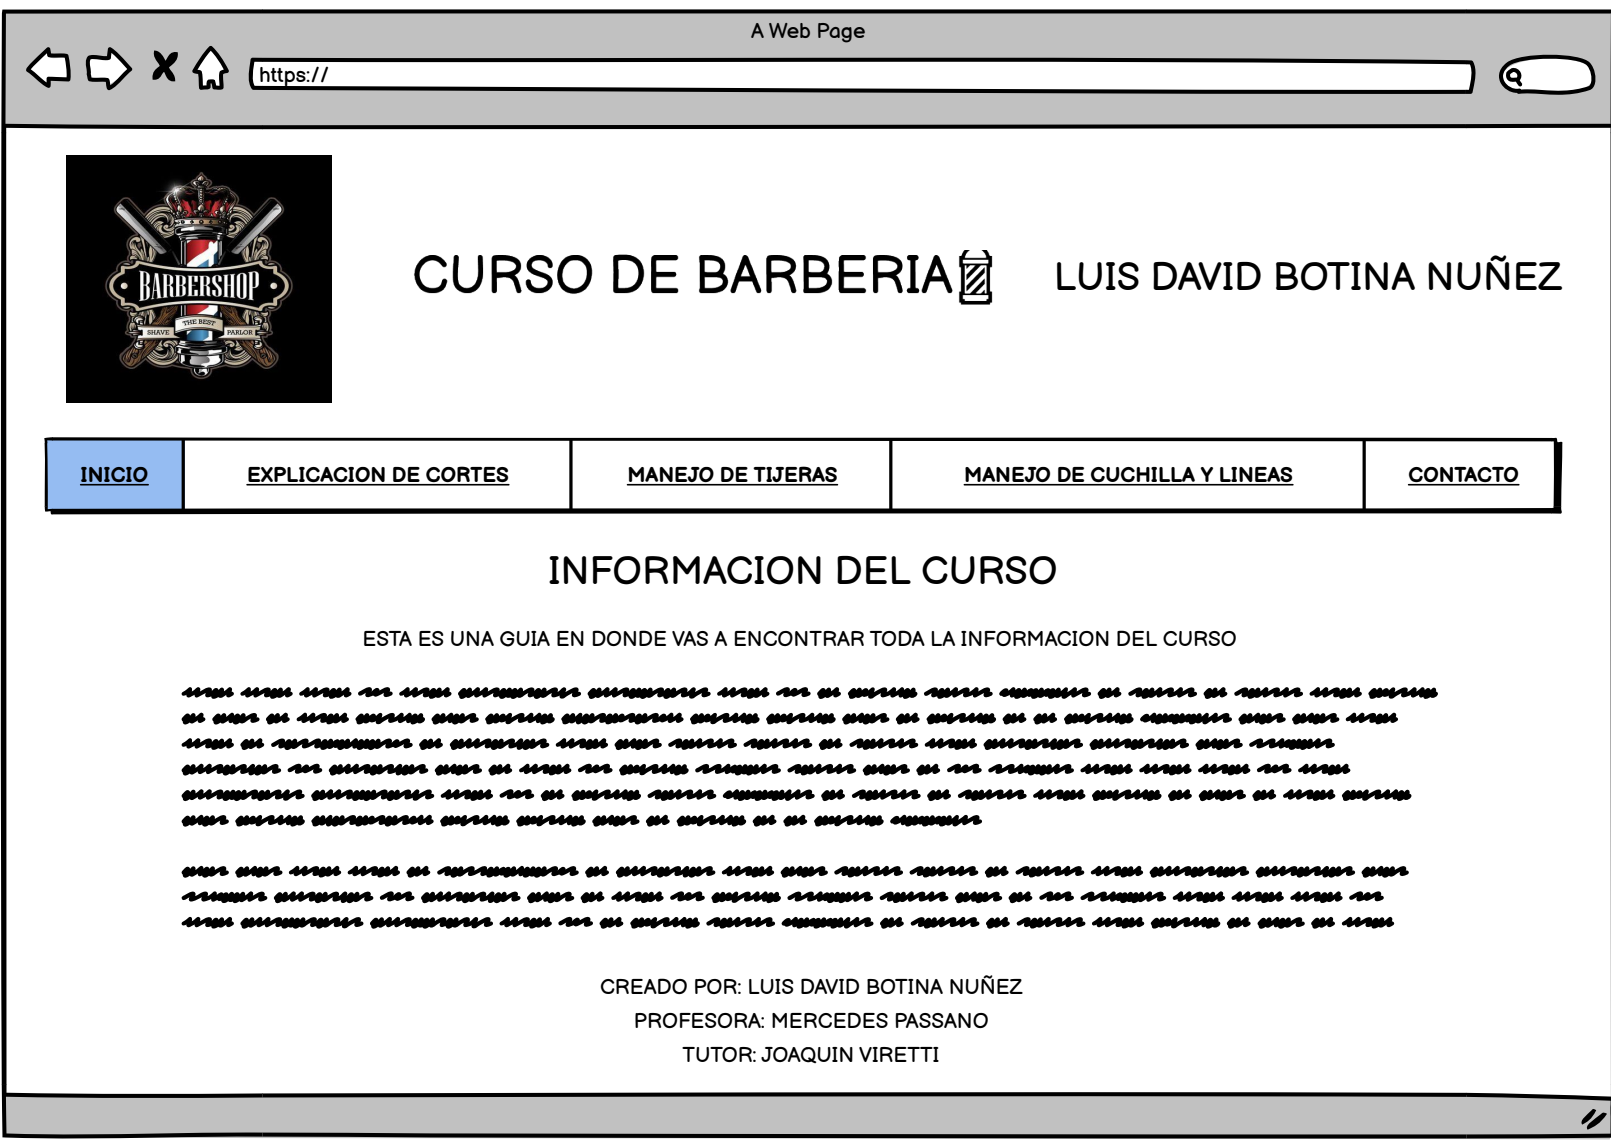 A Web Page
https://
BARBERSHOP
THE BEST
SHAVE PARLOR
CURSO DE BARBERIA💈 LUIS DAVID BOTINA NUÑEZ
INICIO EXPLICACION DE CORTES MANEJO DE TIJERAS MANEJO DE CUCHILLA Y LINEAS CONTACTO
INFORMACION DEL CURSO
ESTA ES UNA GUIA EN DONDE VAS A ENCONTRAR TODA LA INFORMACION DEL CURSO
CREADO POR: LUIS DAVID BOTINA NUÑEZ
PROFESORA: MERCEDES PASSANO
TUTOR: JOAQUIN VIRETTI